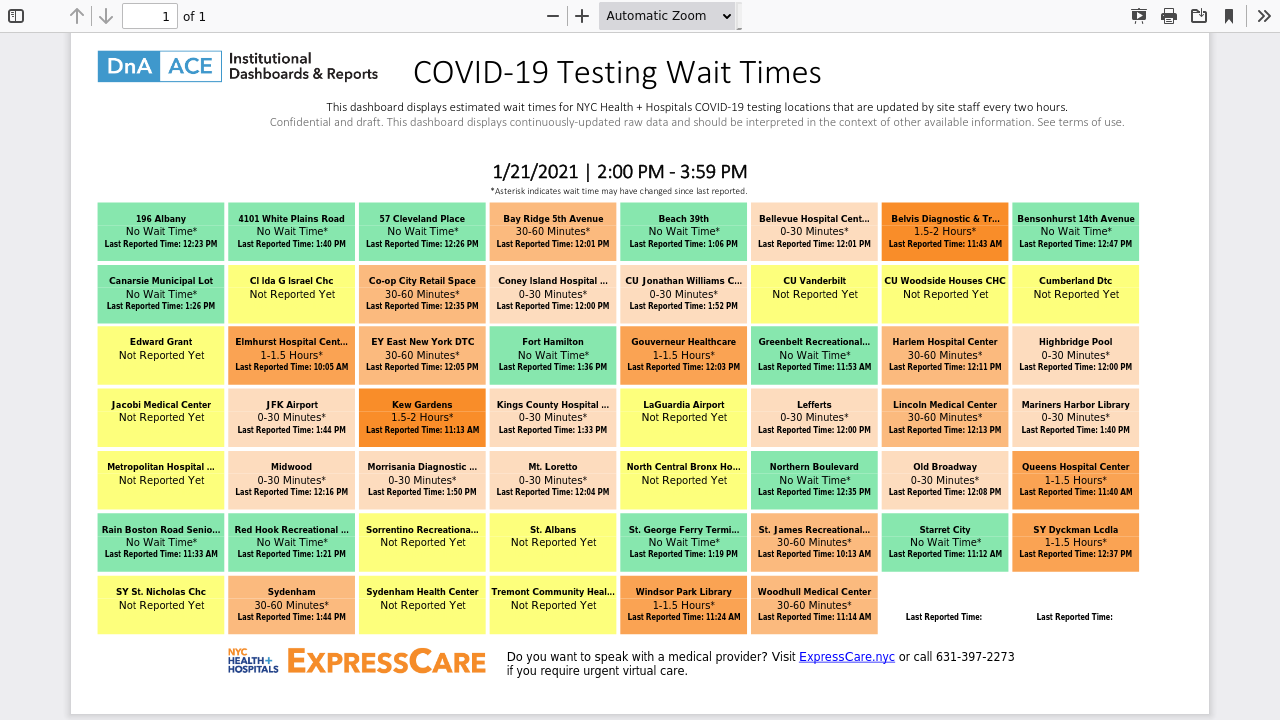 1 of 1
Automatic Zoom
DnA ACE Institutional
Dashboards & Reports
COVID-19 Testing Wait Times
This dashboard displays estimated wait times for NYC Health + Hospitals COVID-19 testing locations that are updated by site staff every two hours.
Confidential and draft. This dashboard displays continuously-updated raw data and should be interpreted in the context of other available information. See terms of use.
1/21/2021 | 2:00 PM - 3:59 PM
*Asterisk indicates wait time may have changed since last reported.
196 Albany
No Wait Time*
Last Reported Time: 12:23 PM
4101 White Plains Road
No Wait Time*
Last Reported Time: 1:40 PM
57 Cleveland Place
No Wait Time*
Last Reported Time: 12:26 PM
Bay Ridge 5th Avenue
30-60 Minutes*
Last Reported Time: 12:01 PM
Beach 39th
No Wait Time*
Last Reported Time: 1:06 PM
Bellevue Hospital Cent...
0-30 Minutes*
Last Reported Time: 12:01 PM
Belvis Diagnostic & Tr...
1.5-2 Hours*
Last Reported Time: 11:43 AM
Bensonhurst 14th Avenue
No Wait Time*
Last Reported Time: 12:47 PM
Canarsie Municipal Lot
No Wait Time*
Last Reported Time: 1:26 PM
Cl Ida G Israel Chc
Not Reported Yet
Co-op City Retail Space
30-60 Minutes*
Last Reported Time: 12:35 PM
Coney Island Hospital ...
0-30 Minutes*
Last Reported Time: 12:00 PM
CU Jonathan Williams C...
0-30 Minutes*
Last Reported Time: 1:52 PM
CU Vanderbilt
Not Reported Yet
CU Woodside Houses CHC
Not Reported Yet
Cumberland Dtc
Not Reported Yet
Edward Grant
Not Reported Yet
Elmhurst Hospital Cent...
1-1.5 Hours*
Last Reported Time: 10:05 AM
EY East New York DTC
30-60 Minutes*
Last Reported Time: 12:05 PM
Fort Hamilton
No Wait Time*
Last Reported Time: 1:36 PM
Gouverneur Healthcare
1-1.5 Hours*
Last Reported Time: 12:03 PM
Greenbelt Recreational...
No Wait Time*
Last Reported Time: 11:53 AM
Harlem Hospital Center
30-60 Minutes*
Last Reported Time: 12:11 PM
Highbridge Pool
0-30 Minutes*
Last Reported Time: 12:00 PM
Jacobi Medical Center
Not Reported Yet
JFK Airport
0-30 Minutes*
Last Reported Time: 1:44 PM
Kew Gardens
1.5-2 Hours*
Last Reported Time: 11:13 AM
Kings County Hospital ...
0-30 Minutes*
Last Reported Time: 1:33 PM
LaGuardia Airport
Not Reported Yet
Lefferts
0-30 Minutes*
Last Reported Time: 12:00 PM
Lincoln Medical Center
30-60 Minutes*
Last Reported Time: 12:13 PM
Mariners Harbor Library
0-30 Minutes*
Last Reported Time: 1:40 PM
Metropolitan Hospital ...
Not Reported Yet
Midwood
0-30 Minutes*
Last Reported Time: 12:16 PM
Morrisania Diagnostic ...
0-30 Minutes*
Last Reported Time: 1:50 PM
Mt. Loretto
0-30 Minutes*
Last Reported Time: 12:04 PM
North Central Bronx Ho...
Not Reported Yet
Northern Boulevard
No Wait Time*
Last Reported Time: 12:35 PM
Old Broadway
0-30 Minutes*
Last Reported Time: 12:08 PM
Queens Hospital Center
1-1.5 Hours*
Last Reported Time: 11:40 AM
Rain Boston Road Senio...
No Wait Time*
Last Reported Time: 11:33 AM
Red Hook Recreational ...
No Wait Time*
Last Reported Time: 1:21 PM
Sorrentino Recreationa...
Not Reported Yet
St. Albans
Not Reported Yet
St. George Ferry Termi...
No Wait Time*
Last Reported Time: 1:19 PM
St. James Recreational...
30-60 Minutes*
Last Reported Time: 10:13 AM
Starret City
No Wait Time*
Last Reported Time: 11:12 AM
SY Dyckman Lcdla
1-1.5 Hours*
Last Reported Time: 12:37 PM
SY St. Nicholas Chc
Not Reported Yet
Sydenham
30-60 Minutes*
Last Reported Time: 1:44 PM
Sydenham Health Center
Not Reported Yet
Tremont Community Heal...
Not Reported Yet
Windsor Park Library
1-1.5 Hours*
Last Reported Time: 11:24 AM
Woodhull Medical Center
30-60 Minutes*
Last Reported Time: 11:14 AM
Last Reported Time:
Last Reported Time:
NYC
HEALTH+
HOSPITALS
EXPRESSCARE
Do you want to speak with a medical provider? Visit ExpressCare.nyc or call 631-397-2273
if you require urgent virtual care.